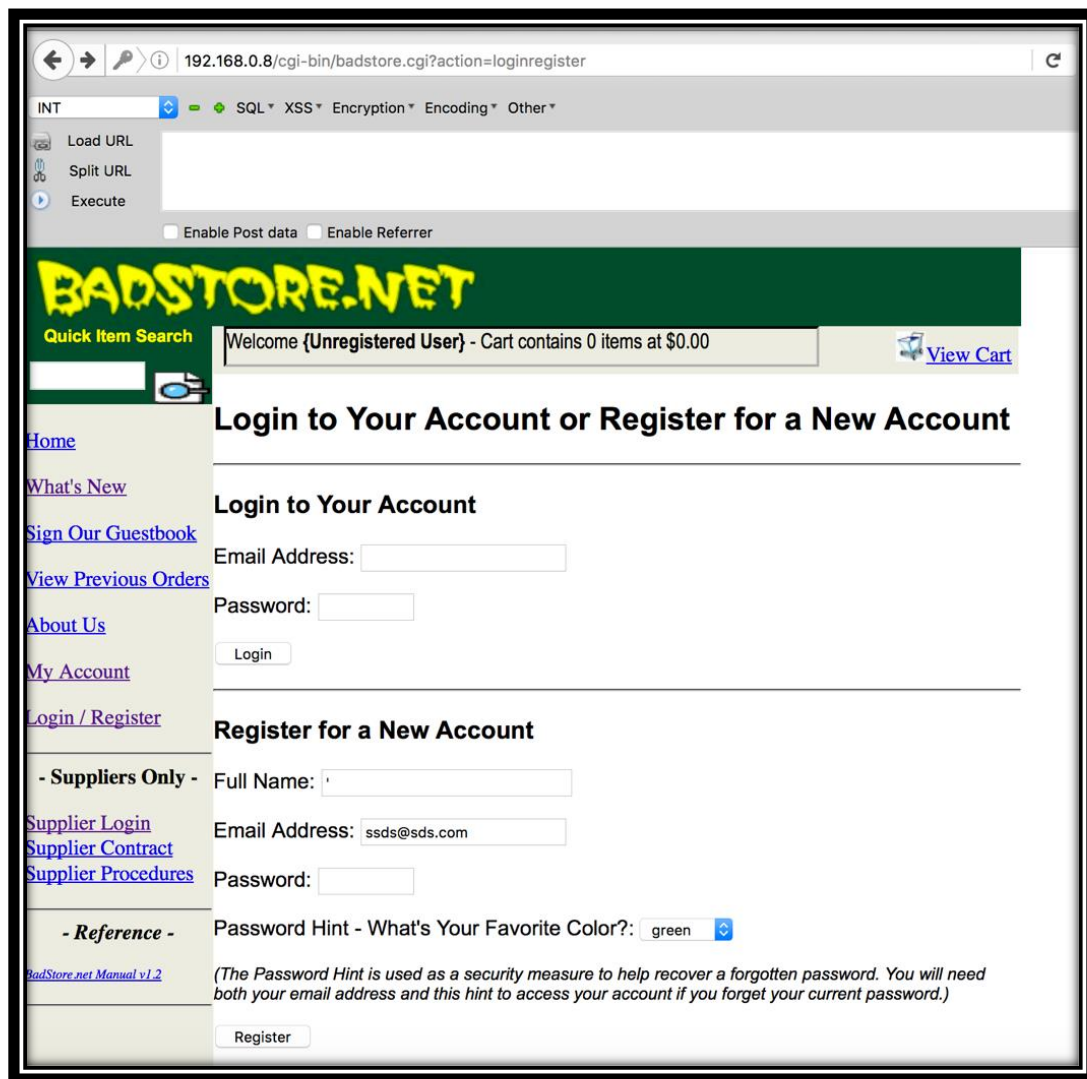 192.168.0.8/cgi-bin/badstore.cgi?action=loginregister
INT SQL XSS Encryption Encoding Other
Load URL
Split URL
Execute
Enable Post data Enable Referrer
BADSTORE.NET
Quick Item Search
Welcome {Unregistered User} - Cart contains 0 items at $0.00
View Cart
Home
What's New
Sign Our Guestbook
View Previous Orders
About Us
My Account
Login / Register
- Suppliers Only -
Supplier Login
Supplier Contract
Supplier Procedures
- Reference -
BadStore.net Manual v1.2
Login to Your Account or Register for a New Account
Login to Your Account
Email Address:
Password:
Login
Register for a New Account
Full Name: '
Email Address: ssds@sds.com
Password:
Password Hint - What's Your Favorite Color?: green
(The Password Hint is used as a security measure to help recover a forgotten password. You will need
both your email address and this hint to access your account if you forget your current password.)
Register